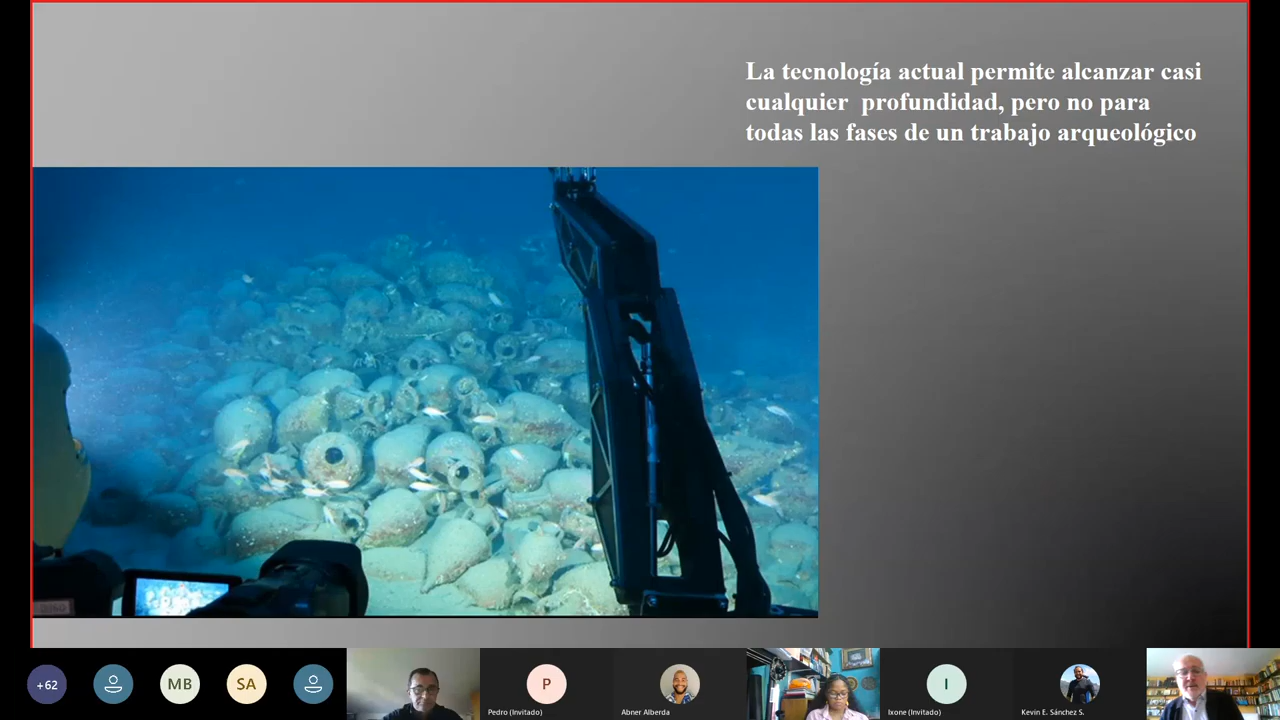 La tecnología actual permite alcanzar casi
cualquier profundidad, pero no para
todas las fases de un trabajo arqueológico
+62
MB
SA
P
Pedro (Invitado)
Abner Alberda
I
Ixone (Invitado)
Kevin E. Sánchez S.